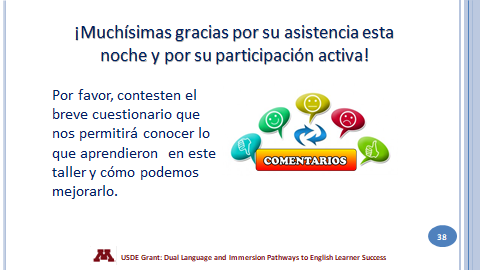 ¡Muchísimas gracias por su asistencia esta
noche y por su participación activa!
Por favor, contesten el
breve cuestionario que
nos permitirá conocer lo
que aprendieron en este
taller y cómo podemos
mejorarlo.
COMENTARIOS
38
M
USDE Grant: Dual Language and Immersion Pathways to English Learner Success